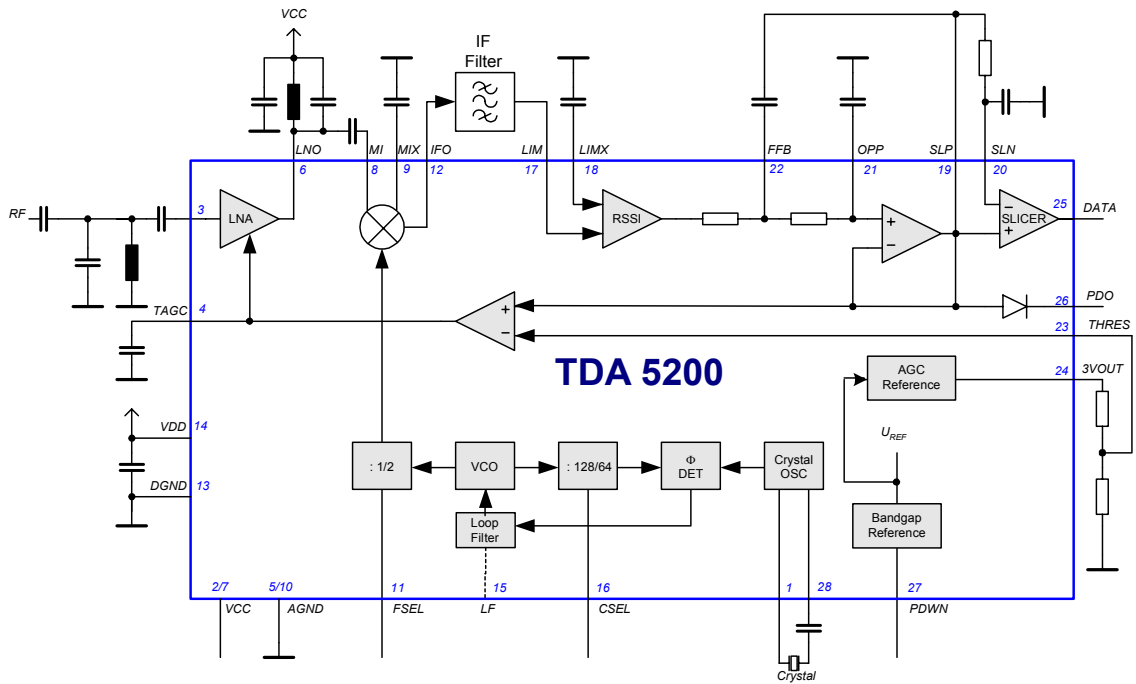 VCC
IF
Filter
LNO
MI
MIX
IFO
LIM
LIMX
FFB
OPP
SLP
SLN
6
8
9
12
17
18
22
21
19
20
RF
3
LNA
RSSI
+
−
−
+
SLICER
25
DATA
TAGC
4
+
−
26
PDO
23
THRES
TDA 5200
AGC
Reference
24
3VOUT
VDD
14
UREF
: 1/2
VCO
: 128/64
Φ
DET
Crystal
OSC
DGND
13
Loop
Filter
Bandgap
Reference
2/7
5/10
11
15
16
1
28
27
VCC
AGND
FSEL
LF
CSEL
PDWN
Crystal